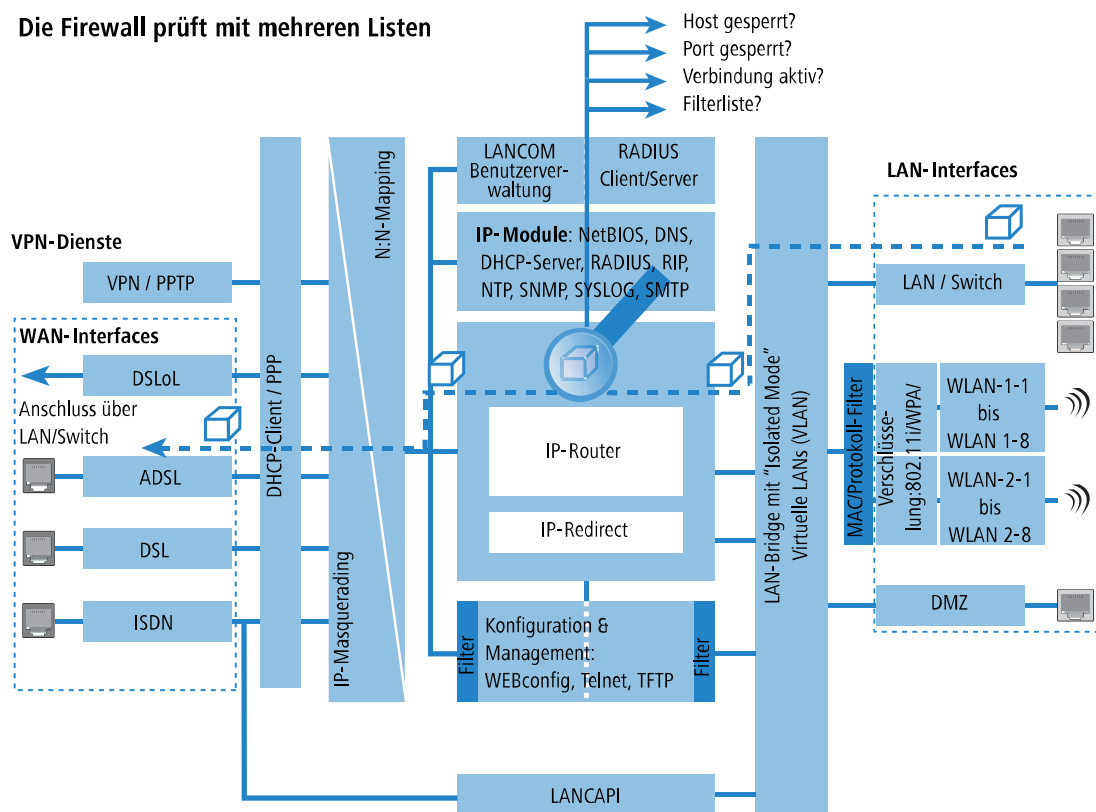 Die Firewall prüft mit mehreren Listen
Host gesperrt?
Port gesperrt?
Verbindung aktiv?
Filterliste?
VPN-Dienste
VPN / PPTP
WAN-Interfaces
DSLoL
Anschluss über
LAN/Switch
ADSL
DSL
ISDN
DHCP-Client / PPP
N:N-Mapping
IP-Masquerading
LANCOM
Benutzerver-
waltung
RADIUS
Client/Server
IP-Module: NetBIOS, DNS,
DHCP-Server, RADIUS, RIP,
NTP, SNMP, SYSLOG, SMTP
IP-Router
IP-Redirect
Filter
Konfiguration &
Management:
WEBconfig, Telnet, TFTP
Filter
LANCAPI
LAN-Bridge mit "Isolated Mode"
Virtuelle LANs (VLAN)
LAN-Interfaces
LAN / Switch
MAC/Protokoll-Filter
Verschlüsse-
lung:802.11i/WPA/
WLAN-1-1
bis
WLAN 1-8
WLAN-2-1
bis
WLAN 2-8
DMZ